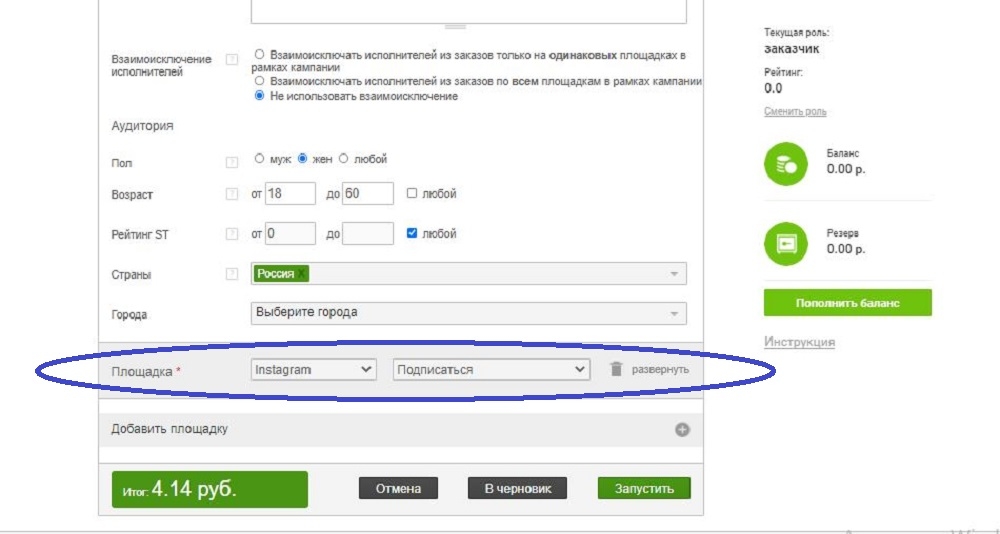 Взаимоисключение
исполнителей
?
Взаимоисключать исполнителей из заказов только на одинаковых площадках в
рамках кампании
Взаимоисключать исполнителей из заказов по всем площадкам в рамках кампании
Не использовать взаимоисключение
Аудитория
Пол ? муж жен любой
Возраст ? от 18 до 60 любой
Рейтинг ST ? от 0 до любой
Страны ? Россия X
Города Выберите города
Площадка * Instagram Подписаться развернуть
Добавить площадку
Итог: 4.14 руб. Отмена В черновик Запустить
Текущая роль:
заказчик
Рейтинг:
0.0
Сменить роль
Баланс
0.00 р.
Резерв
0.00 р.
Пополнить баланс
Инструкция